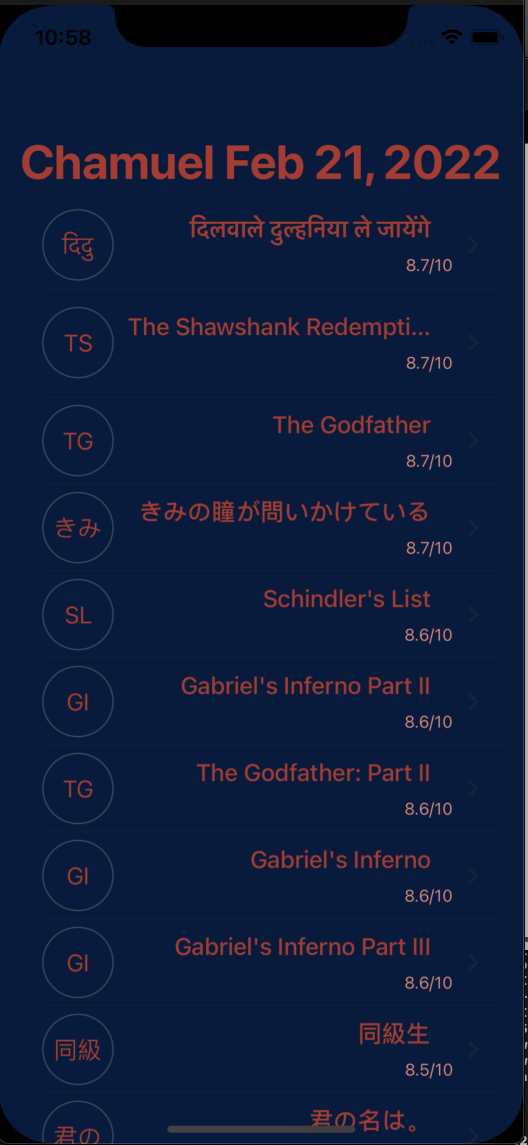 10:58
Chamuel Feb 21, 2022
दिदु
दिलवाले दुल्हनिया ले जायेंगे
8.7/10
TS
The Shawshank Redempti...
8.7/10
TG
The Godfather
8.7/10
きみ
きみの瞳が問いかけている
8.7/10
SL
Schindler's List
8.6/10
GI
Gabriel's Inferno Part II
8.6/10
TG
The Godfather: Part II
8.6/10
GI
Gabriel's Inferno
8.6/10
GI
Gabriel's Inferno Part III
8.6/10
同級
同級生
8.5/10
君の
君の名は。